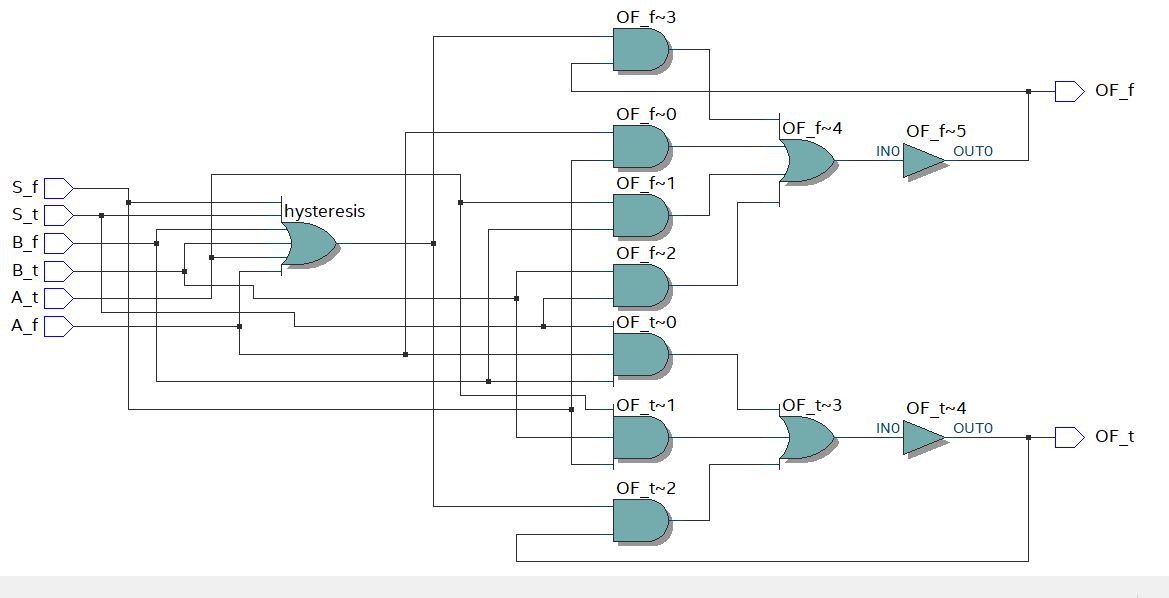 OF_f~3
OF_f
OF_f~0
OF_f~4
OF_f~5
IN0
OUT0
OF_f~1
S_f
S_t
hysteresis
B_f
OF_f~2
B_t
A_t
A_f
OF_t~0
OF_t~1
OF_t~3
OF_t~4
IN0
OUT0
OF_t
OF_t~2